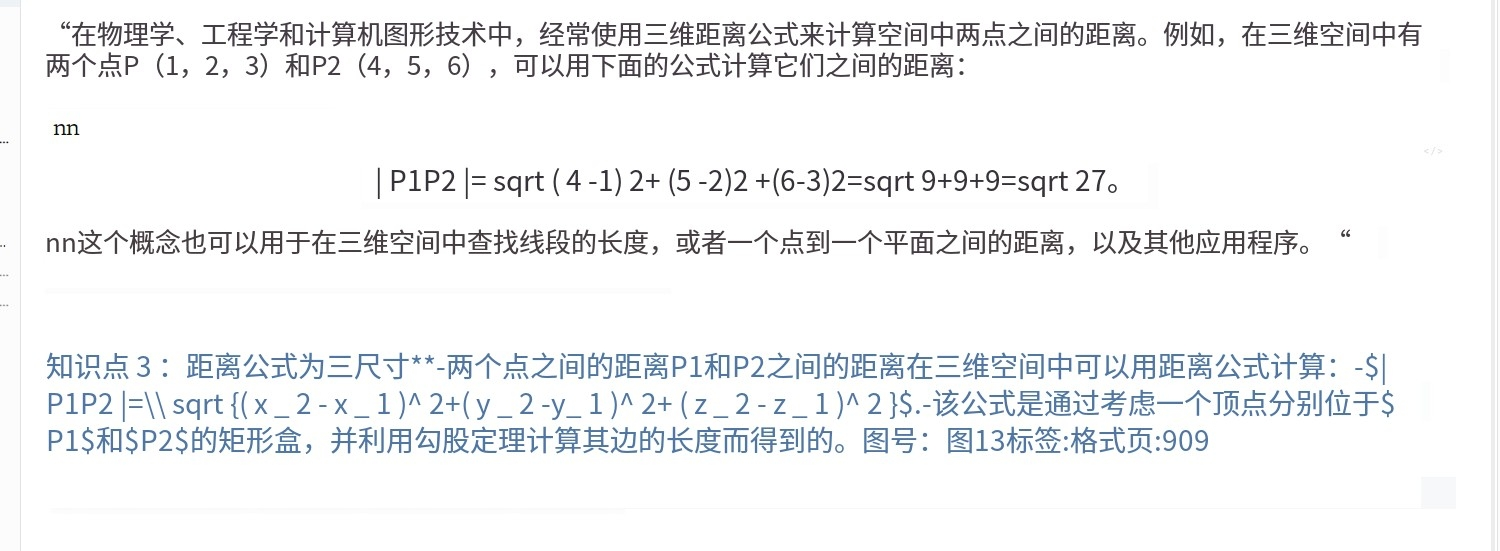 “在物理学、工程学和计算机图形技术中，经常使用三维距离公式来计算空间中两点之间的距离。例如，在三维空间中有
两个点P（1，2，3）和P2（4，5，6），可以用下面的公式计算它们之间的距离：
nn
</>
| P1P2 |= sqrt ( 4 -1) 2+ (5 -2)2 +(6-3)2=sqrt 9+9+9=sqrt 27。
nn这个概念也可以用于在三维空间中查找线段的长度，或者一个点到一个平面之间的距离，以及其他应用程序。“
知识点 3 ：距离公式为三尺寸**-两个点之间的距离P1和P2之间的距离在三维空间中可以用距离公式计算：-$|
P1P2 |=\\ sqrt {( x _ 2 - x _ 1 )^ 2+( y _ 2 -y_ 1 )^ 2+ ( z _ 2 - z _ 1 )^ 2 }$.-该公式是通过考虑一个顶点分别位于$
P1$和$P2$的矩形盒，并利用勾股定理计算其边的长度而得到的。图号：图13标签:格式页:909